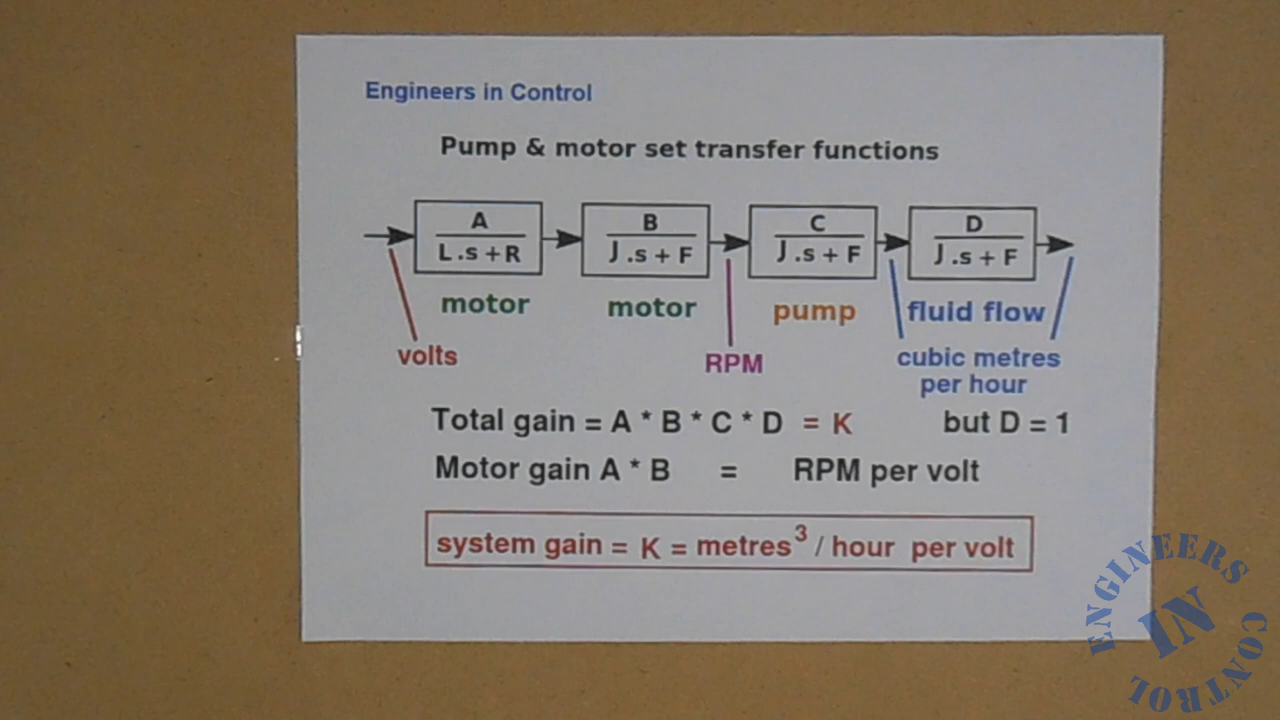 Engineers in Control
Pump & motor set transfer functions
A B C D
L.s+R J.s+F J.s+F J.s+F
motor motor pump fluid flow
volts RPM cubic metres
per hour
Total gain = A * B * C * D = K but D = 1
Motor gain A * B = RPM per volt
system gain = K = metres³ / hour per volt
ENGINEERS
IN
CONTROL